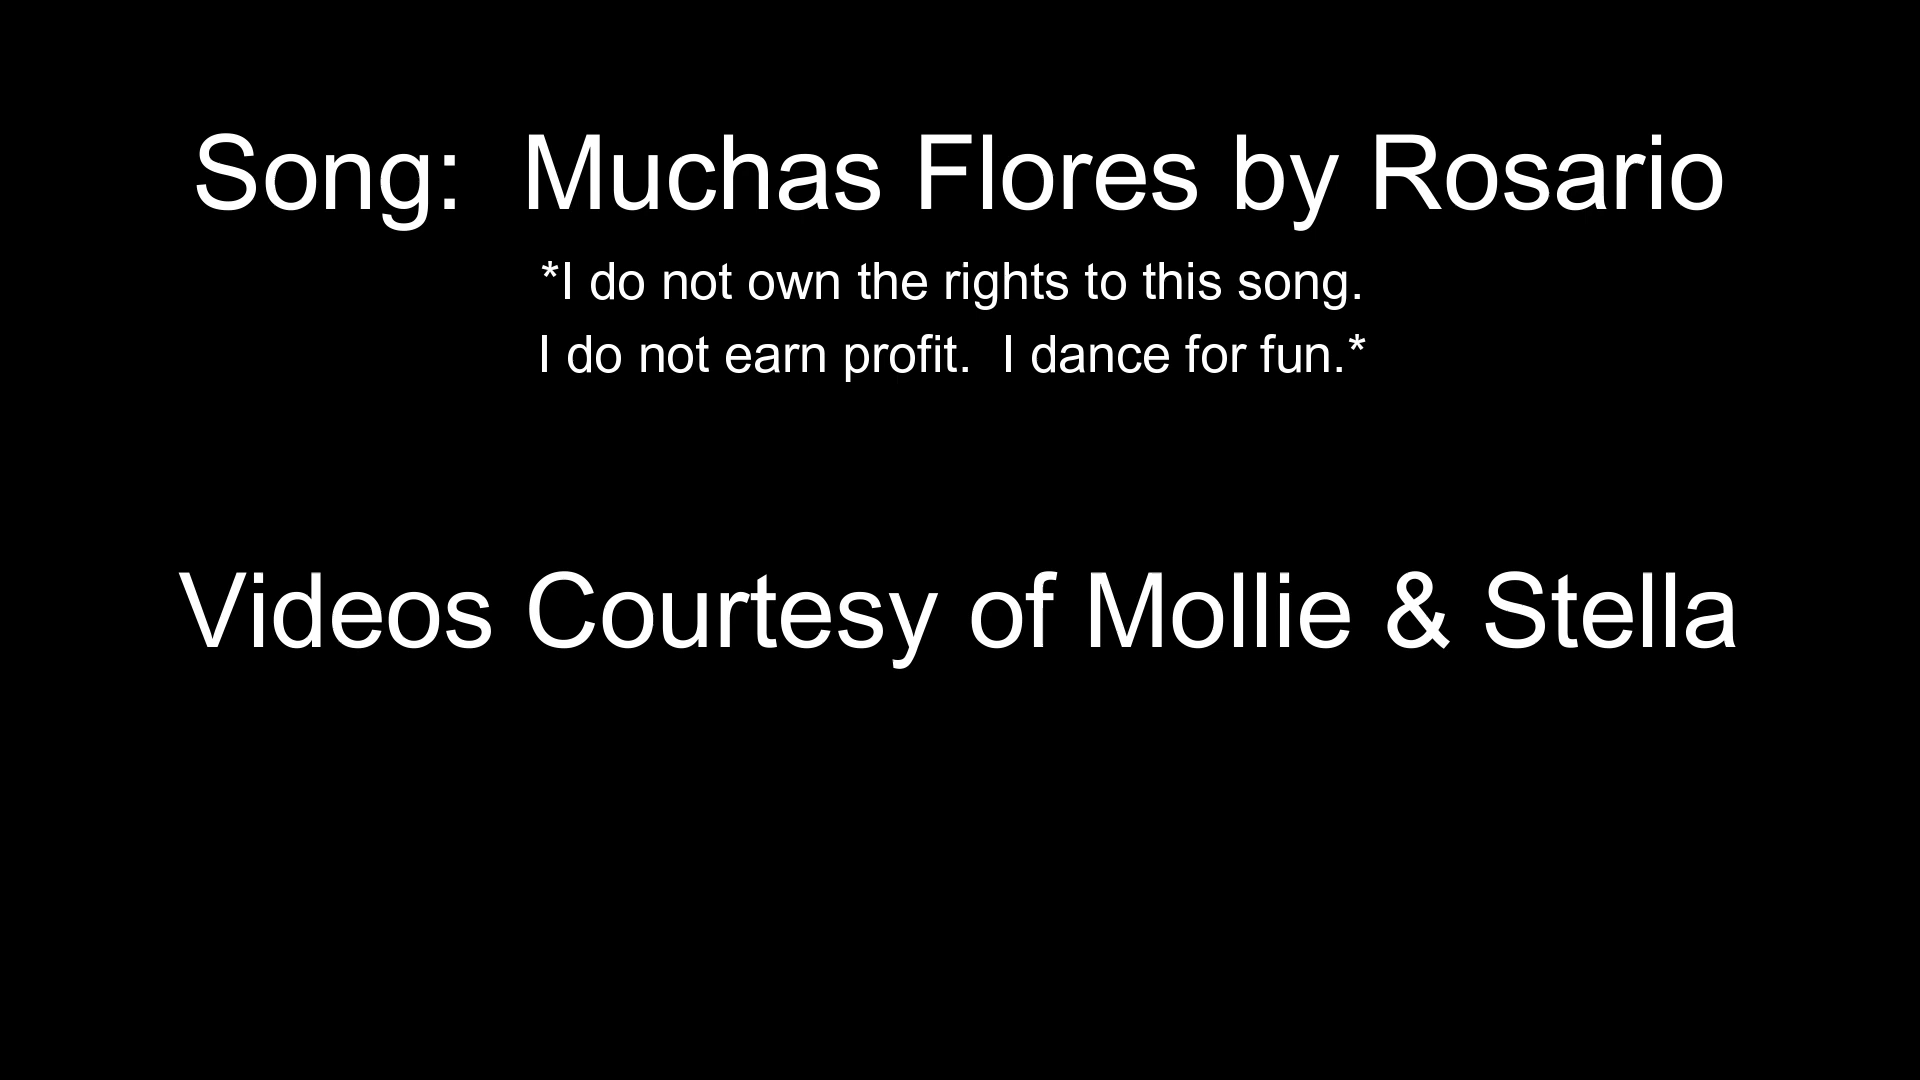 Song:  Muchas Flores by Rosario
*I do not own the rights to this song.
I do not earn profit.  I dance for fun.*
Videos Courtesy of Mollie & Stella